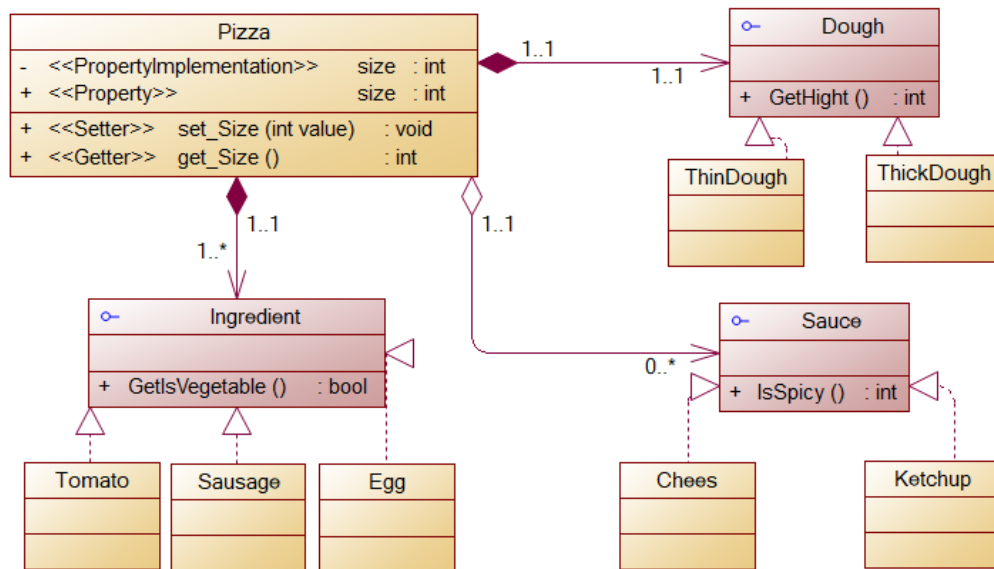 Pizza
- <<PropertyImplementation>> size : int
+ <<Property>> size : int
+ <<Setter>> set_Size (int value) : void
+ <<Getter>> get_Size () : int
1..1
1..1
Dough
+ GetHight () : int
ThinDough
ThickDough
1..1
1..*
1..1
0..*
Ingredient
+ GetIsVegetable () : bool
Sauce
+ IsSpicy () : int
Tomato
Sausage
Egg
Chees
Ketchup